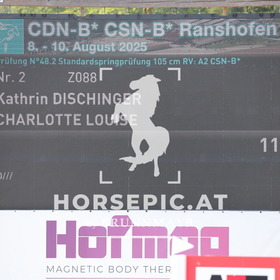 CDN-B* CSN-B* Ranshofen
8. - 10. August 2025
rüfung N°48.2 Standardspringprüfung 105 cm RV: A2 CSN-B*
Nr. 2 Z088
Kathrin DISCHINGER
CHARLOTTE LOUISE
11
HORSEPIC.AT
Hormag
MAGNETIC BODY THER